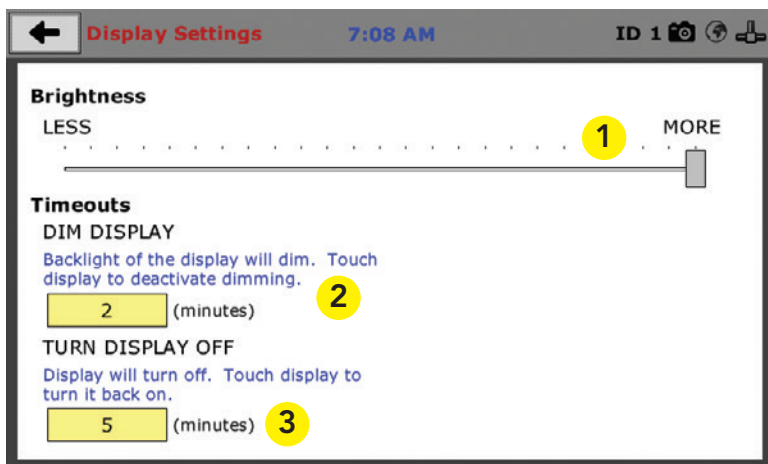 Display Settings 7:08 AM ID 1
Brightness
LESS MORE
1
Timeouts
DIM DISPLAY
Backlight of the display will dim. Touch
display to deactivate dimming.
2
2 (minutes)
TURN DISPLAY OFF
Display will turn off. Touch display to
turn it back on.
5 (minutes) 3